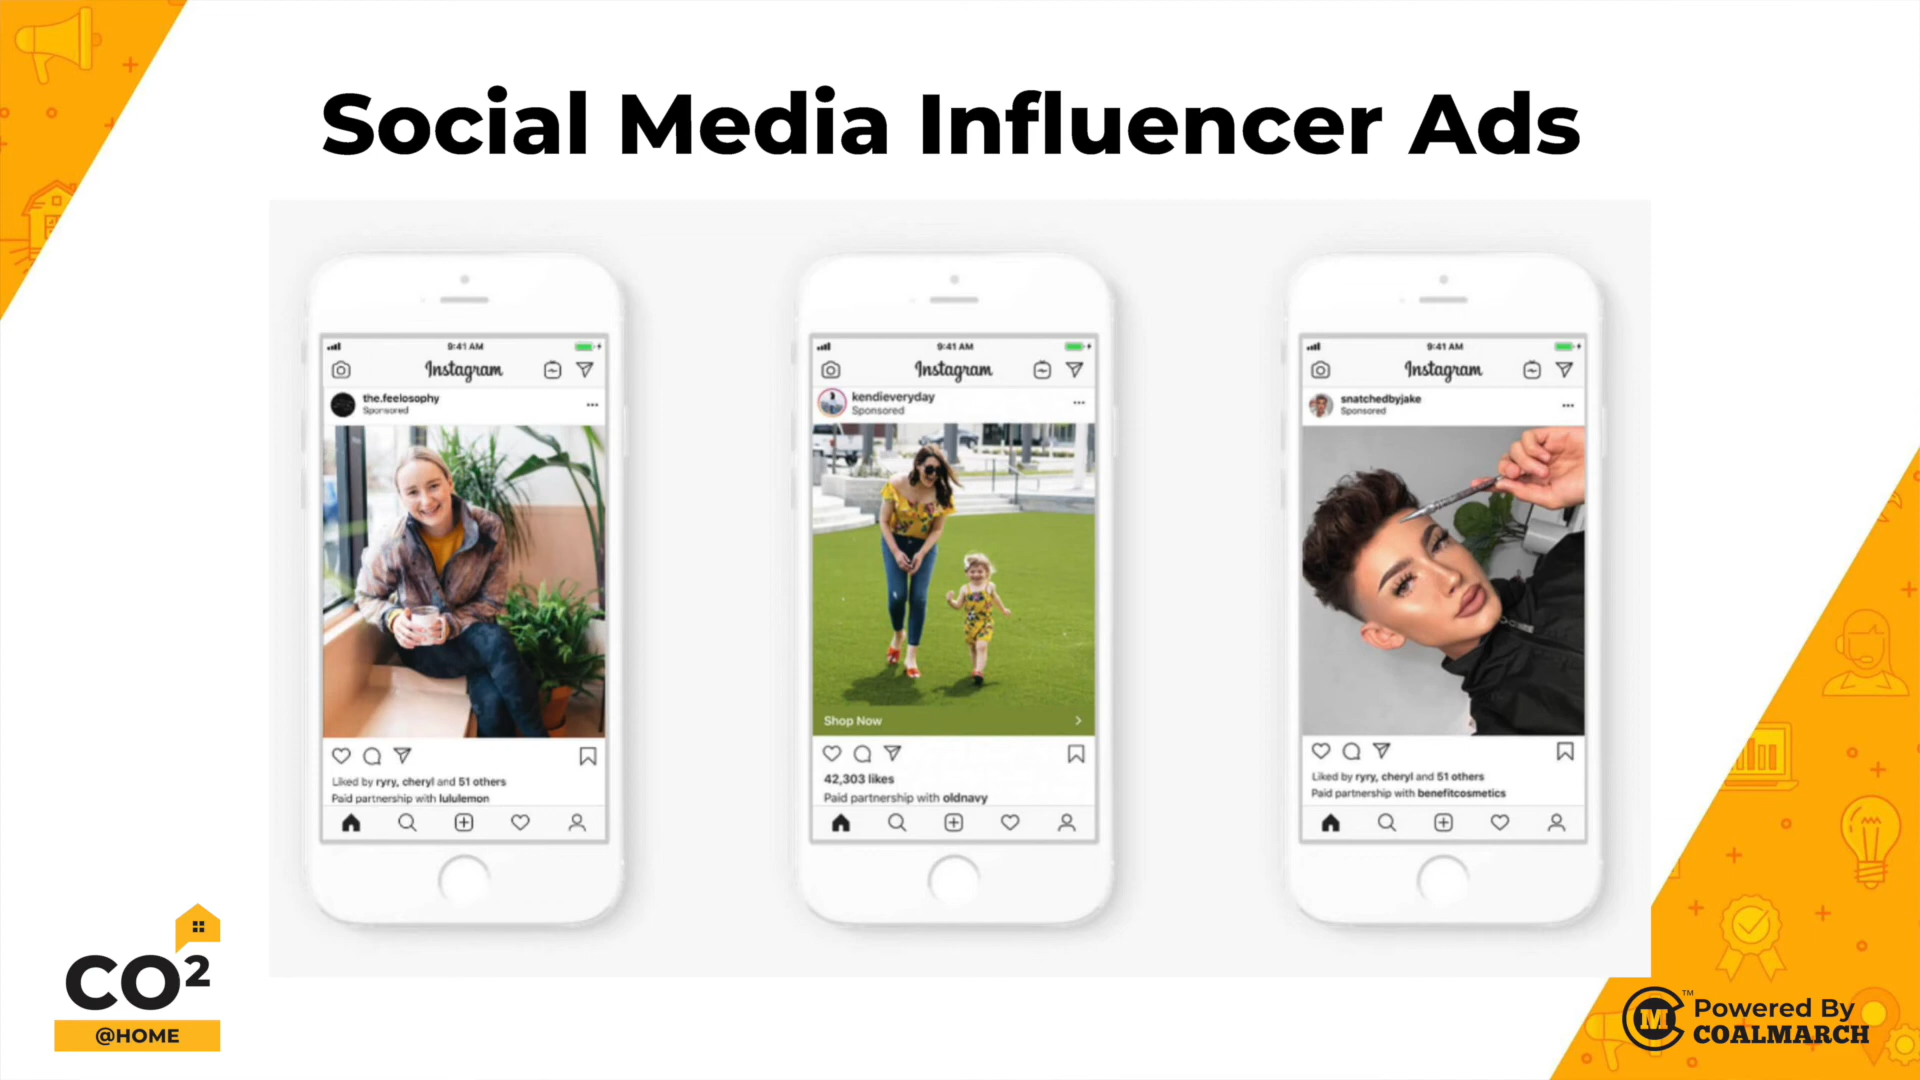 Social Media Influencer Ads
9:41 AM
Instagram
the.feelosophy
Sponsored
Liked by ryry, cheryl and 51 others
Paid partnership with lululemon
9:41 AM
Instagram
kendieveryday
Sponsored
Shop Now
42,303 likes
Paid partnership with oldnavy
9:41 AM
Instagram
snatchedbyjake
Sponsored
Liked by ryry, cheryl and 51 others
Paid partnership with benefitcosmetics
CO2
@HOME
CM
TM
Powered By
COALMARCH